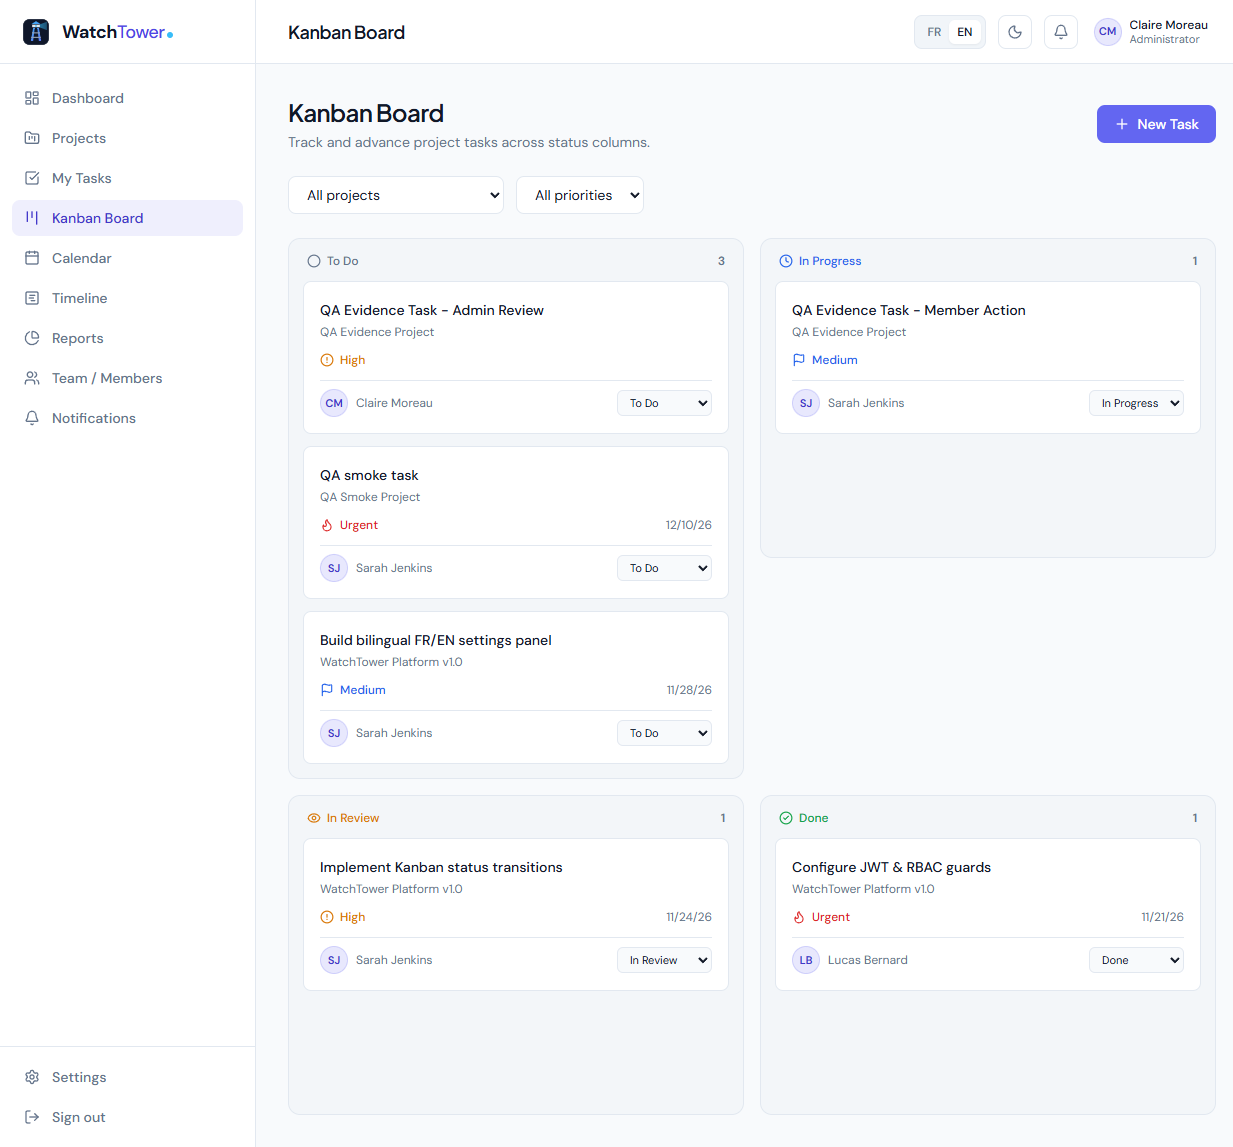 WatchTower
Kanban Board
FR EN
CM
Claire Moreau
Administrator
Dashboard
Projects
My Tasks
Kanban Board
Calendar
Timeline
Reports
Team / Members
Notifications
Settings
Sign out
Kanban Board
Track and advance project tasks across status columns.
+ New Task
All projects
All priorities
To Do 3
QA Evidence Task - Admin Review
QA Evidence Project
High
CM Claire Moreau To Do
QA smoke task
QA Smoke Project
Urgent 12/10/26
SJ Sarah Jenkins To Do
Build bilingual FR/EN settings panel
WatchTower Platform v1.0
Medium 11/28/26
SJ Sarah Jenkins To Do
In Progress 1
QA Evidence Task - Member Action
QA Evidence Project
Medium
SJ Sarah Jenkins In Progress
In Review 1
Implement Kanban status transitions
WatchTower Platform v1.0
High 11/24/26
SJ Sarah Jenkins In Review
Done 1
Configure JWT & RBAC guards
WatchTower Platform v1.0
Urgent 11/21/26
LB Lucas Bernard Done